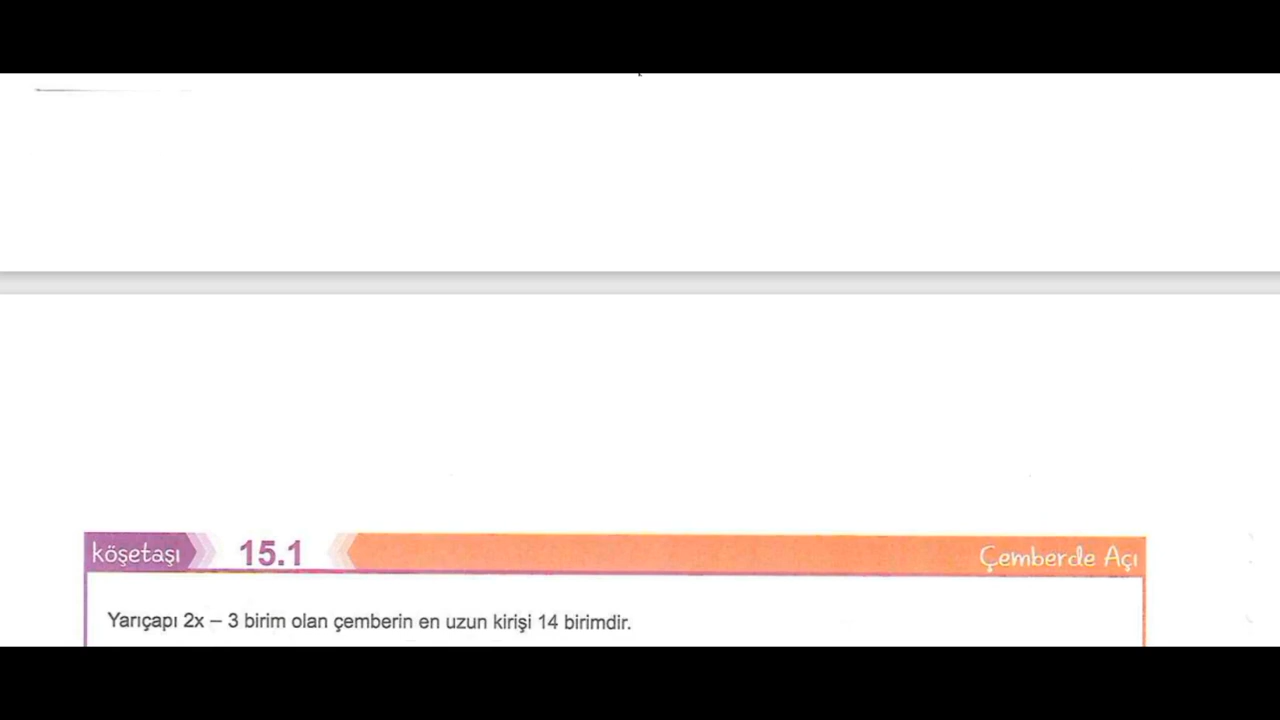 köşetaşı 15.1 Çemberde Açı
Yarıçapı 2x – 3 birim olan çemberin en uzun kirişi 14 birimdir.